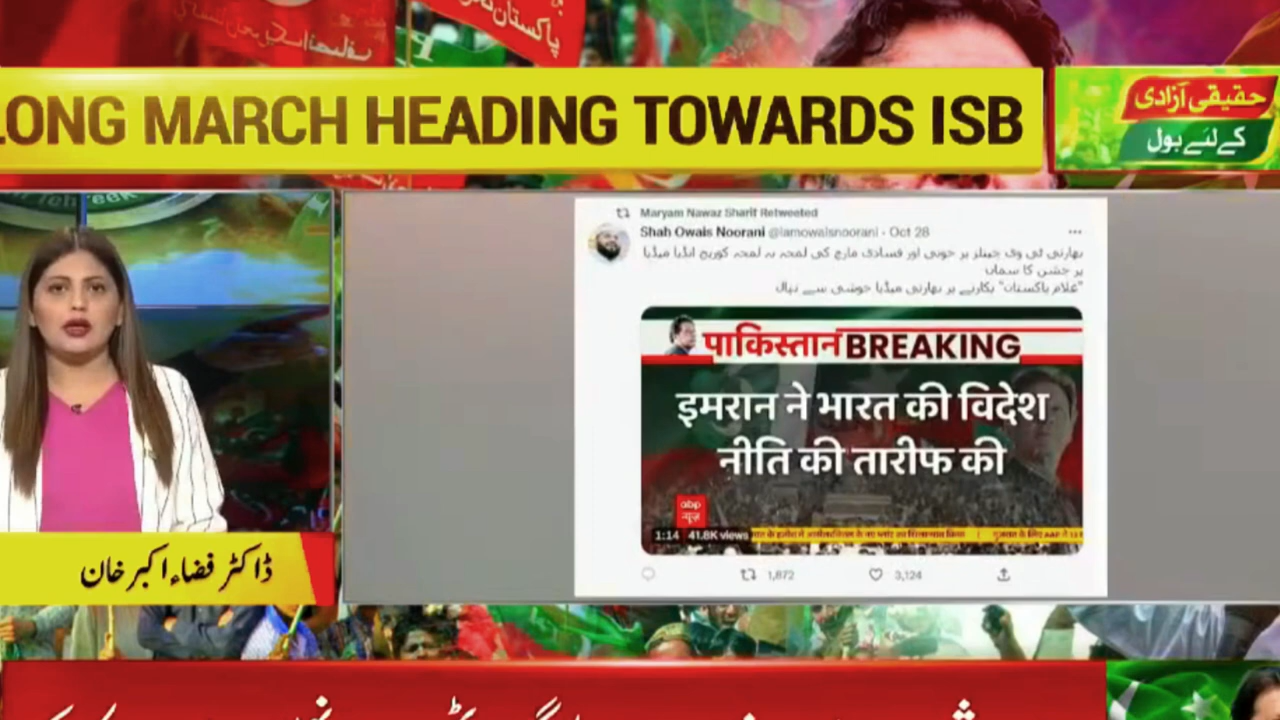 پاکستان
LONG MARCH HEADING TOWARDS ISB
حقیقی آزادی
کےلئے بول
Maryam Nawaz Sharif Retweeted
Shah Owais Noorani @iamowaisnoorani · Oct 28
بھارتی ٹی وی چینلز پر خونی اور فسادی مارچ کی لمحہ بہ لمحہ کوریج انڈیا میڈیا
پر جشن کا سماں
"غلام پاکستان" پکارنے پر بھارتی میڈیا خوشی سے نہال
पाकिस्तान BREAKING
इमरान ने भारत की विदेश
नीति की तारीफ की
abp
न्यूज़
1:14 41.8K views
1,872 3,124
ڈاکٹر فضاء اکبر خان